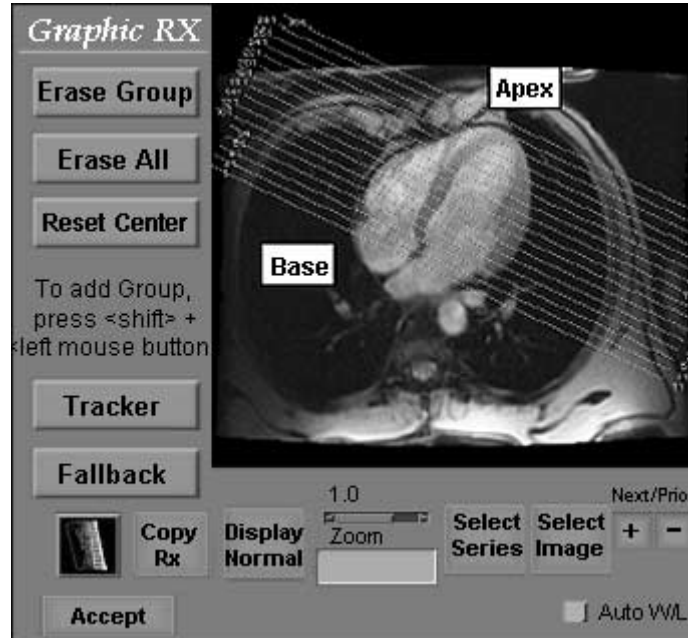 Graphic RX
Erase Group
Erase All
Reset Center
To add Group,
press <shift> +
<left mouse button
Tracker
Fallback
Apex
Base
1.0
Zoom
Copy
Rx
Display
Normal
Select
Series
Select
Image
Next/Prio
+ -
Accept
Auto W/L